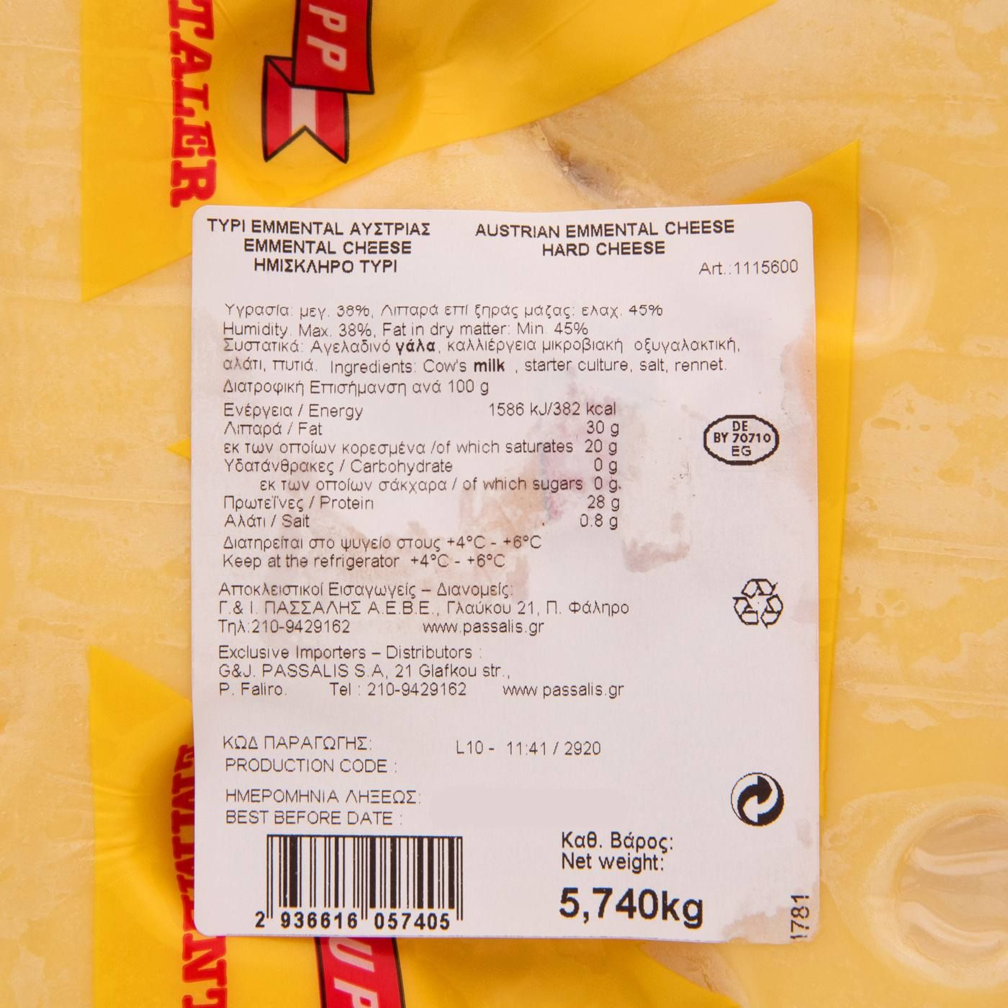 TALER
PP
ΤΥΡΙ EMMENTAL ΑΥΣΤΡΙΑΣ
EMMENTAL CHEESE
ΗΜΙΣΚΛΗΡΟ ΤΥΡΙ
AUSTRIAN EMMENTAL CHEESE
HARD CHEESE
Art.:1115600
Υγρασία: μεγ. 38%, Λιπαρά επί ξηράς μάζας: ελαχ. 45%
Humidity. Max. 38%, Fat in dry matter: Min. 45%
Συστατικά: Αγελαδινό γάλα, καλλιέργεια μικροβιακή οξυγαλακτική,
αλάτι, πυτιά. Ingredients: Cow's milk , starter culture, salt, rennet.
Διατροφική Επισήμανση ανά 100 g
Ενέργεια / Energy 1586 kJ/382 kcal
Λιπαρά / Fat 30 g
εκ των οποίων κορεσμένα /of which saturates 20 g
Υδατάνθρακες / Carbohydrate 0 g
εκ των οποίων σάκχαρα / of which sugars 0 g.
Πρωτεΐνες / Protein 28 g
Αλάτι / Salt 0.8 g
DE
BY 70710
EG
Διατηρείται στο ψυγείο στους +4°C - +6°C
Keep at the refrigerator +4°C - +6°C
Αποκλειστικοί Εισαγωγείς – Διανομείς:
Γ.& Ι. ΠΑΣΣΑΛΗΣ Α.Ε.Β.Ε., Γλαύκου 21, Π. Φάληρο
Τηλ:210-9429162 www.passalis.gr
Exclusive Importers – Distributors :
G&J. PASSALIS S.A, 21 Glafkou str.,
P. Faliro. Tel : 210-9429162 www.passalis.gr
ΚΩΔ ΠΑΡΑΓΩΓΗΣ: L10 - 11:41 / 2920
PRODUCTION CODE :
ΗΜΕΡΟΜΗΝΙΑ ΛΗΞΕΩΣ:
BEST BEFORE DATE :
2 936616 057405
Καθ. Βάρος:
Net weight:
5,740kg
1781
UP